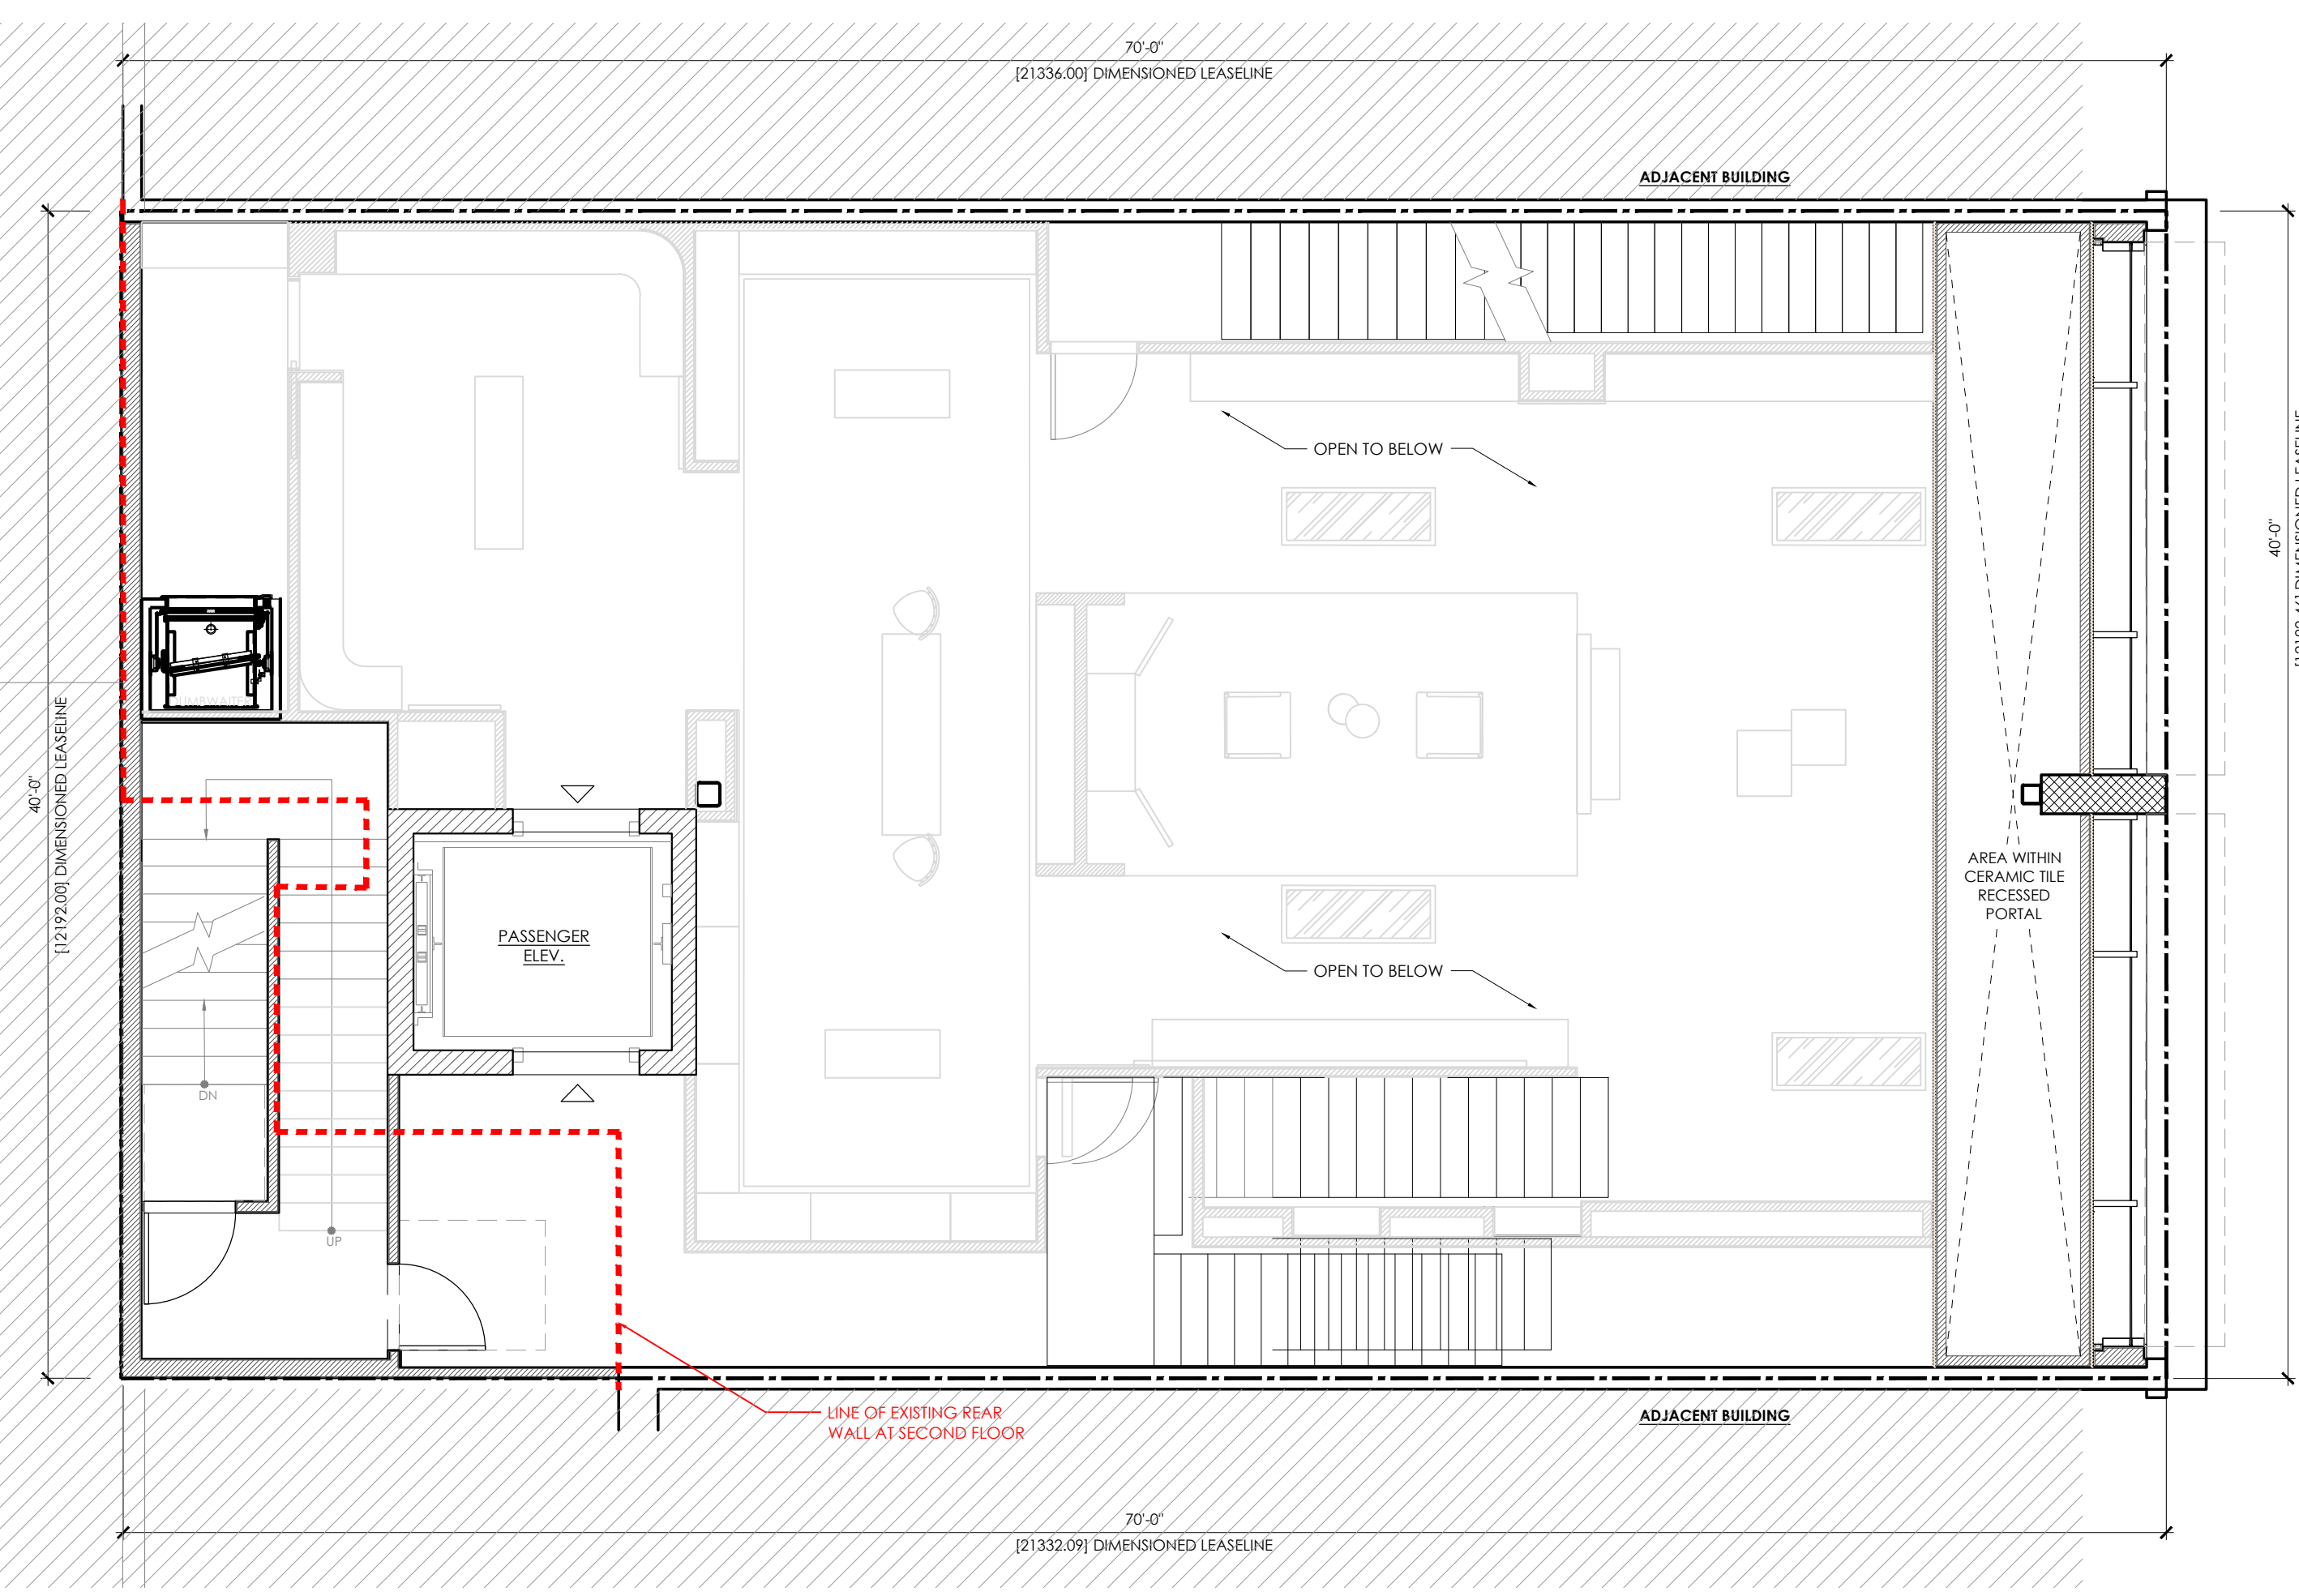 70'-0"
[21336.00] DIMENSIONED LEASELINE
ADJACENT BUILDING
OPEN TO BELOW
40'-0"
DUMBWAITER
40'-0"
[12192.00] DIMENSIONED LEASELINE
AREA WITHIN
CERAMIC TILE
RECESSED
PORTAL
PASSENGER
ELEV.
OPEN TO BELOW
DN
UP
LINE OF EXISTING REAR
WALL AT SECOND FLOOR
ADJACENT BUILDING
70'-0"
[21332.09] DIMENSIONED LEASELINE